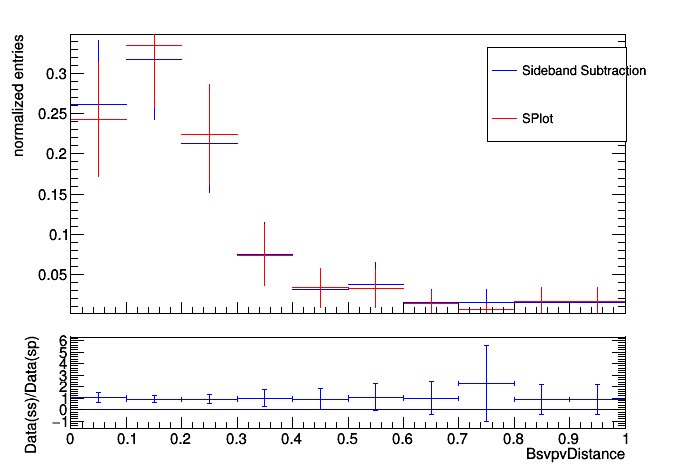 normalized entries
0.3
0.25
0.2
0.15
0.1
0.05
Sideband Subtraction
SPlot
Data(ss)/Data(sp)
6
5
4
3
2
1
0
−1
0 0.1 0.2 0.3 0.4 0.5 0.6 0.7 0.8 0.9 1
BsvpvDistance